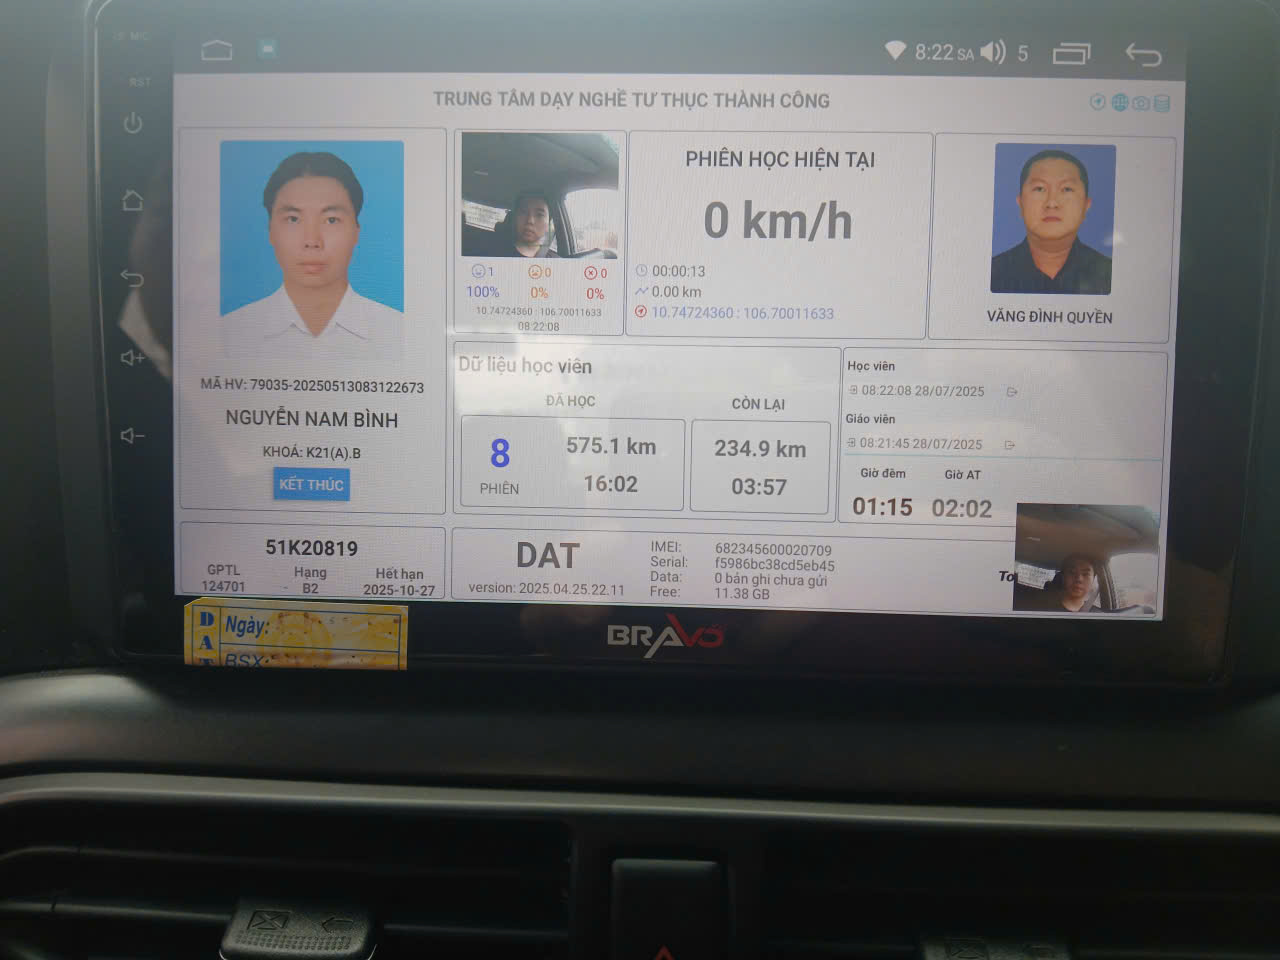 MIC
RST
8:22 SA 5
TRUNG TÂM DẠY NGHỀ TƯ THỤC THÀNH CÔNG
MÃ HV: 79035-20250513083122673
NGUYỄN NAM BÌNH
KHOÁ: K21(A).B
KẾT THÚC
1 0 0
100% 0% 0%
10.74724360 : 106.70011633
08:22:08
PHIÊN HỌC HIỆN TẠI
0 km/h
00:00:13
0.00 km
10.74724360 : 106.70011633
VĂNG ĐÌNH QUYỀN
Dữ liệu học viên
ĐÃ HỌC
CÒN LẠI
8
PHIÊN
575.1 km
16:02
234.9 km
03:57
Học viên
08:22:08 28/07/2025
Giáo viên
08:21:45 28/07/2025
Giờ đêm Giờ AT
01:15 02:02
51K20819
GPTL Hạng Hết hạn
124701 - B2 2025-10-27
DAT
version: 2025.04.25.22.11
IMEI: 682345600020709
Serial: f5986bc38cd5eb45
Data: 0 bản ghi chưa gửi
Free: 11.38 GB
To
DAT
Ngày:
BSX:
BRAVO